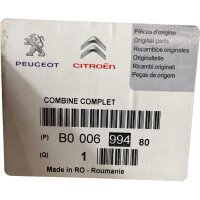 PEUGEOT
CITROËN
Pièces d'origine
Original parts
Recambios originales
Originalteile
Ricambi originali
Peças de origem
COMBINE COMPLET
(P) B0 006 994 80
(Q) 1
Made in RO - Roumanie